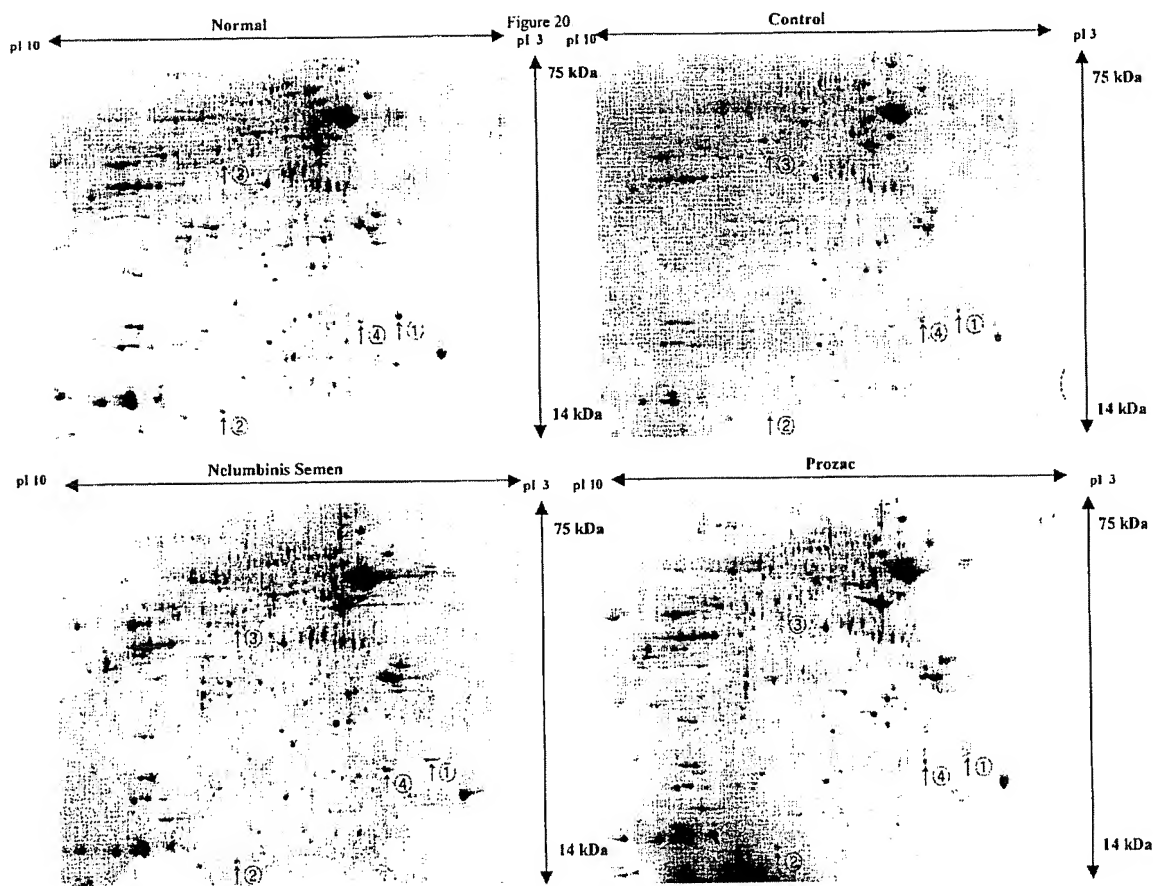 Figure 20
Normal
pI 10
pI 3
75 kDa
③
④ ①
②
14 kDa
Control
pI 10
pI 3
75 kDa
③
④ ①
②
14 kDa
Nelumbinis Semen
pI 10
pI 3
75 kDa
③
④ ①
②
14 kDa
Prozac
pI 10
pI 3
75 kDa
③
④ ①
②
14 kDa